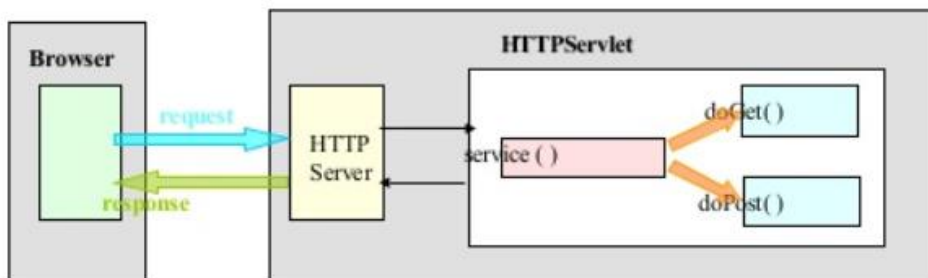 HTTPServlet
Browser
request
HTTP
Server
response
service ( )
doGet( )
doPost( )